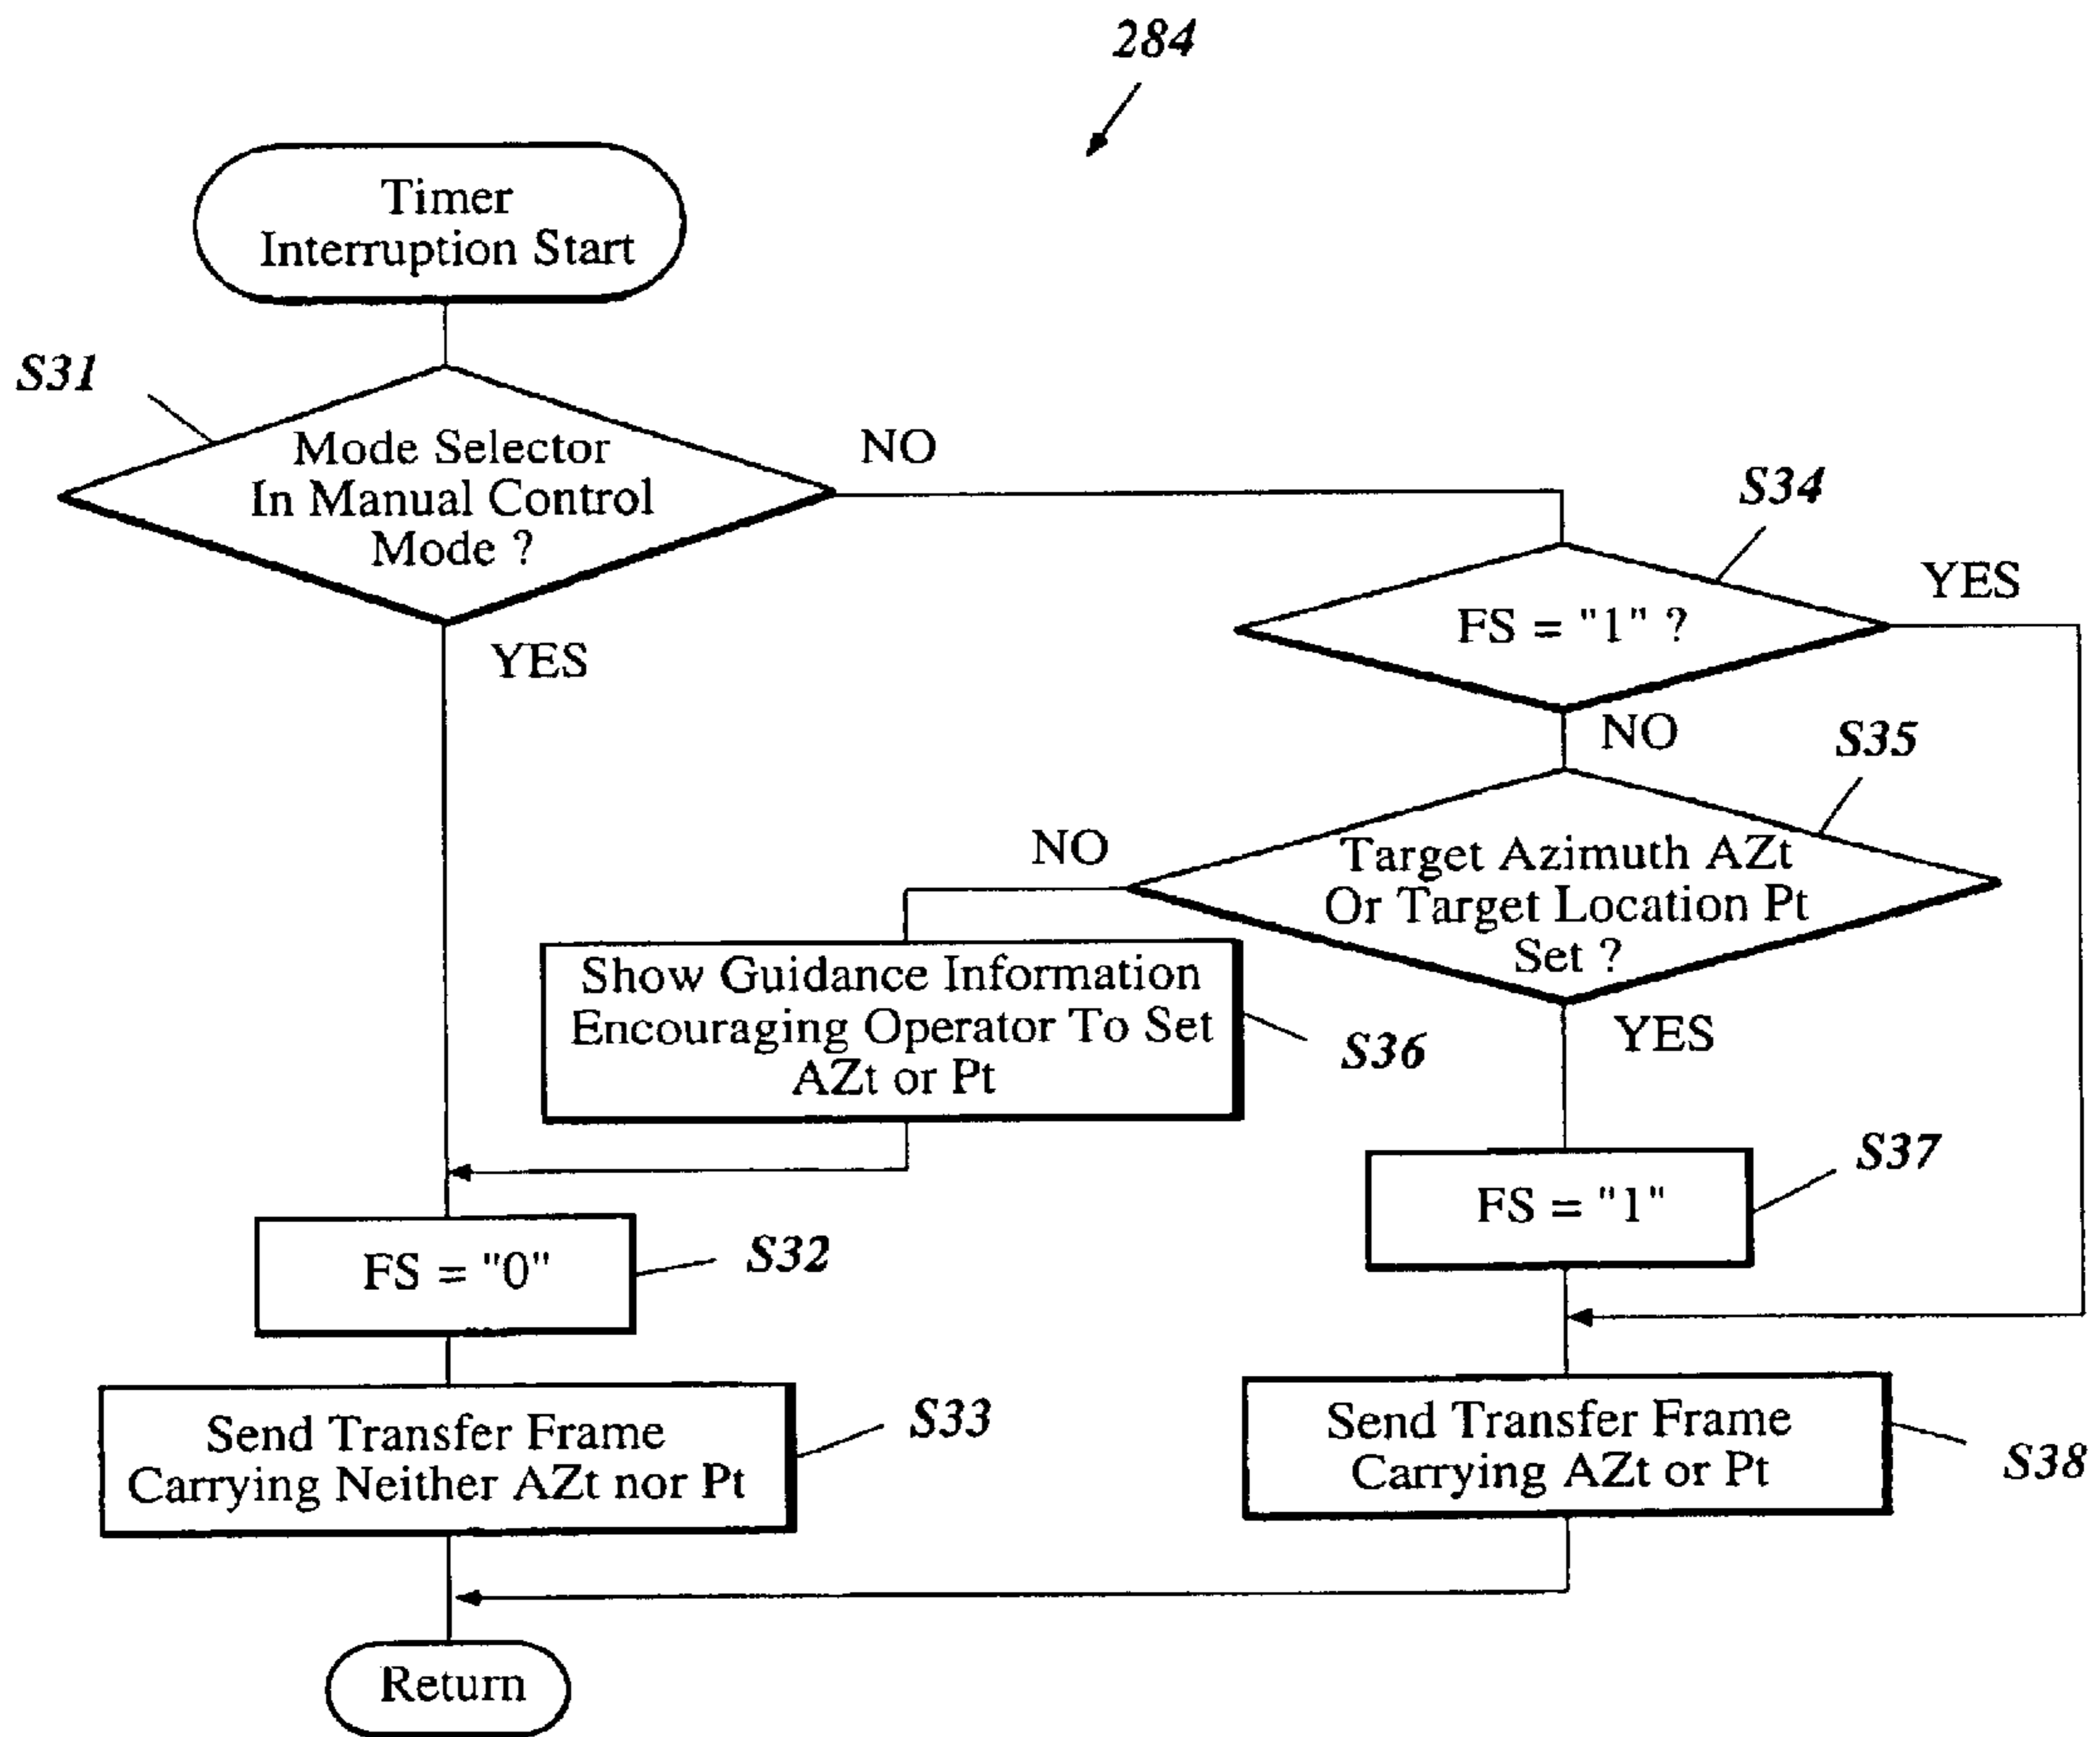 284
Timer
Interruption Start
S31
Mode Selector
In Manual Control
Mode ?
NO
YES
S34
FS = "1" ?
YES
NO
S35
Target Azimuth AZt
Or Target Location Pt
Set ?
NO
YES
Show Guidance Information
Encouraging Operator To Set
AZt or Pt
S36
S37
FS = "1"
FS = "0"
S32
Send Transfer Frame
Carrying Neither AZt nor Pt
S33
Send Transfer Frame
Carrying AZt or Pt
S38
Return